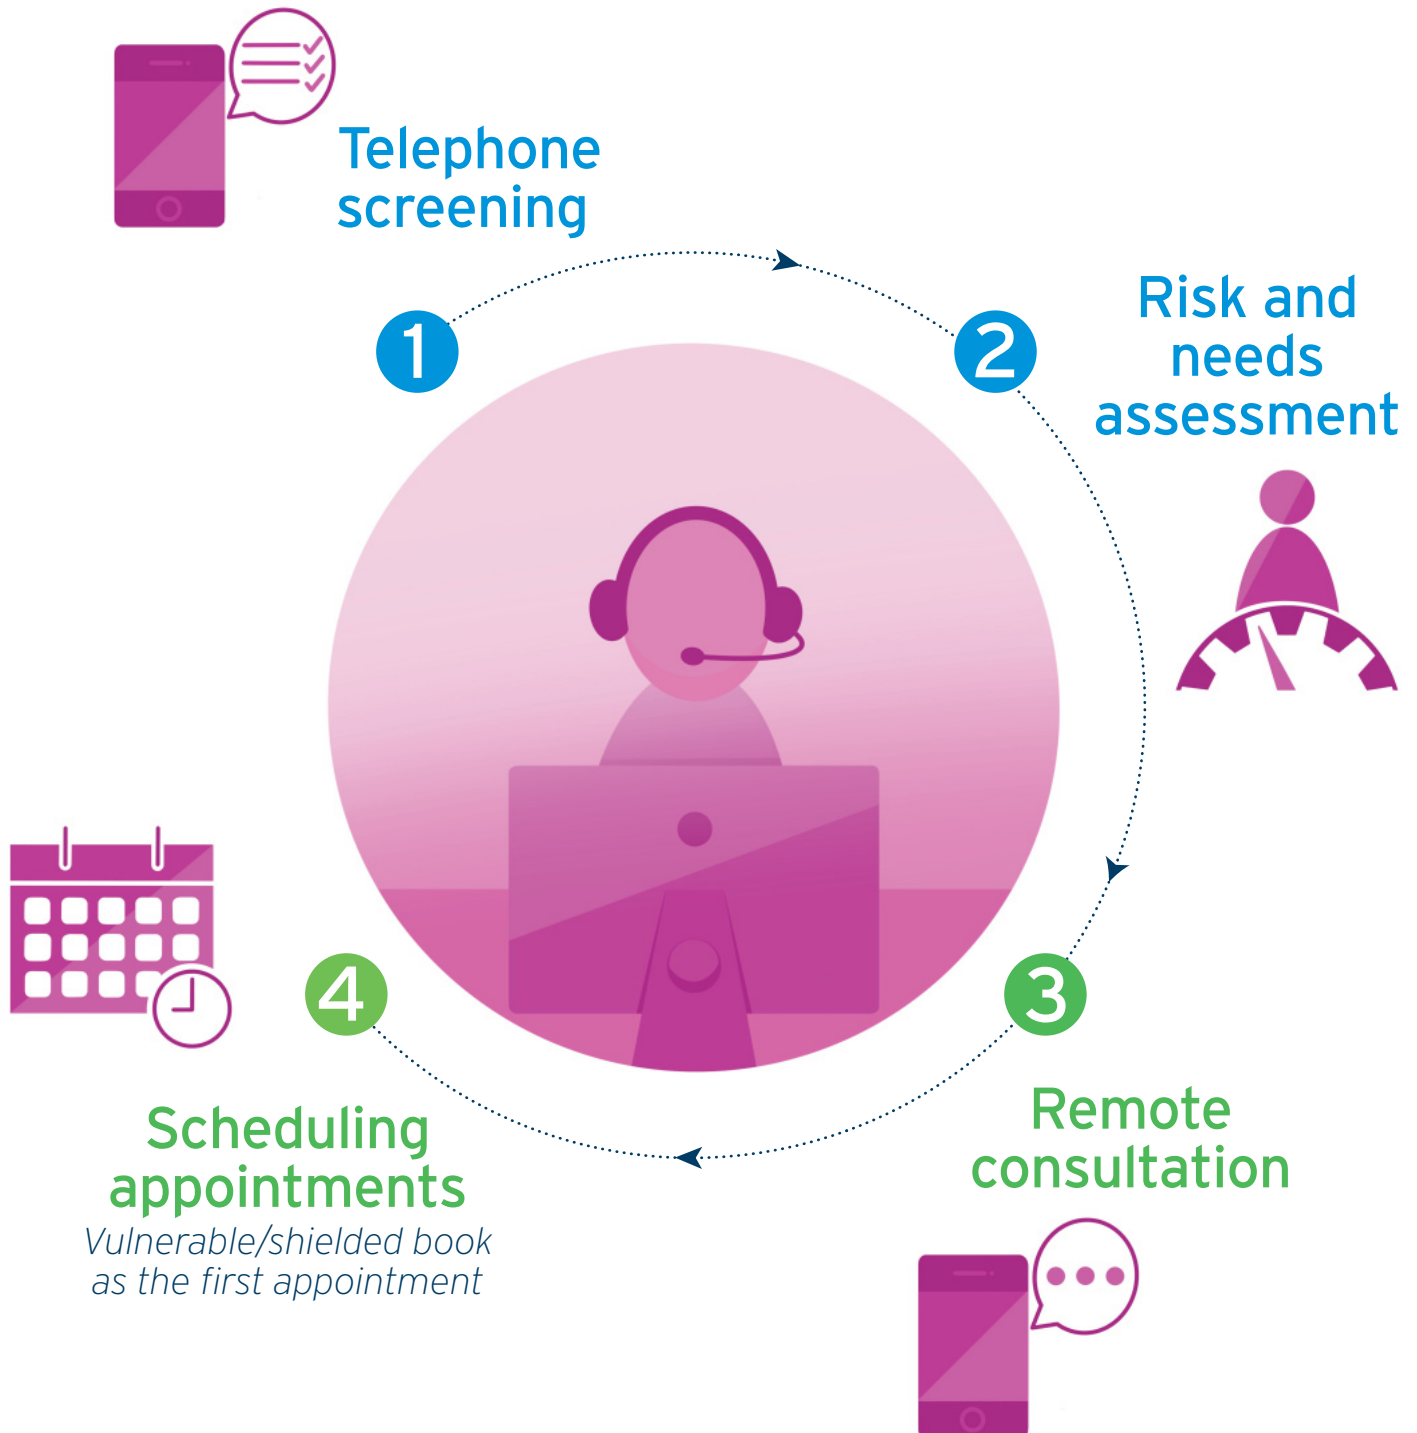 Telephone
screening
1
2
Risk and
needs
assessment
3
Remote
consultation
4
Scheduling
appointments
Vulnerable/shielded book
as the first appointment